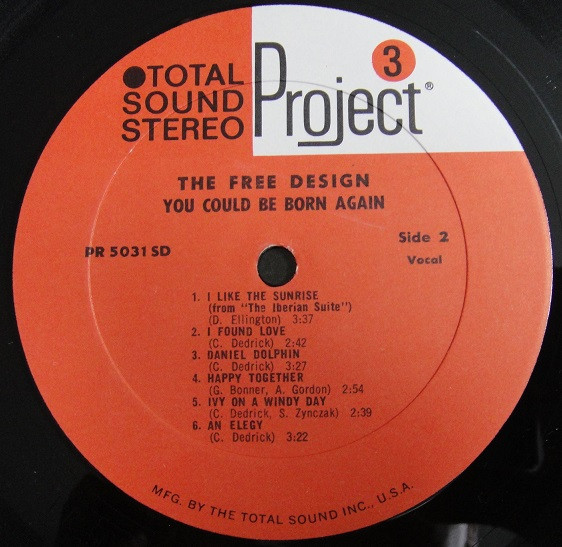 TOTAL
SOUND
STEREO
Project 3®
THE FREE DESIGN
YOU COULD BE BORN AGAIN
PR 5031 SD
Side 2
Vocal
1. I LIKE THE SUNRISE
(from "The Iberian Suite")
(D. Ellington) 3:37
2. I FOUND LOVE
(C. Dedrick) 2:42
3. DANIEL DOLPHIN
(C. Dedrick) 3:27
4. HAPPY TOGETHER
(G. Bonner, A. Gordon) 2:54
5. IVY ON A WINDY DAY
(C. Dedrick, S. Zynczak) 2:39
6. AN ELEGY
(C. Dedrick) 3:22
MFG. BY THE TOTAL SOUND INC., U.S.A.